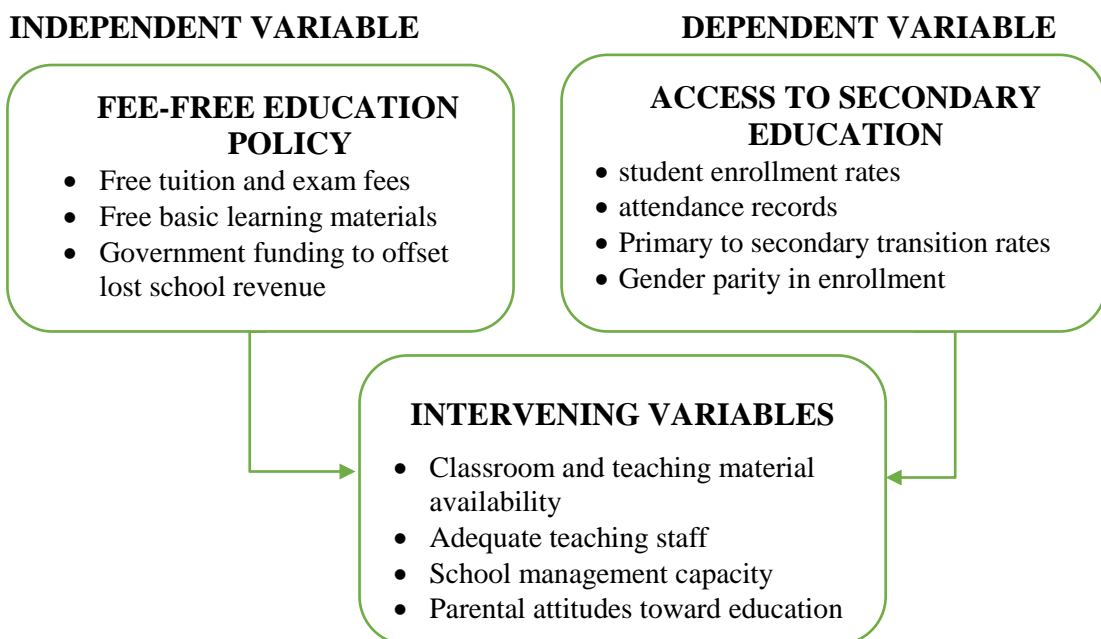 INDEPENDENT VARIABLE
DEPENDENT VARIABLE
FEE-FREE EDUCATION
POLICY
• Free tuition and exam fees
• Free basic learning materials
• Government funding to offset
lost school revenue
ACCESS TO SECONDARY
EDUCATION
• student enrollment rates
• attendance records
• Primary to secondary transition rates
• Gender parity in enrollment
INTERVENING VARIABLES
• Classroom and teaching material
availability
• Adequate teaching staff
• School management capacity
• Parental attitudes toward education